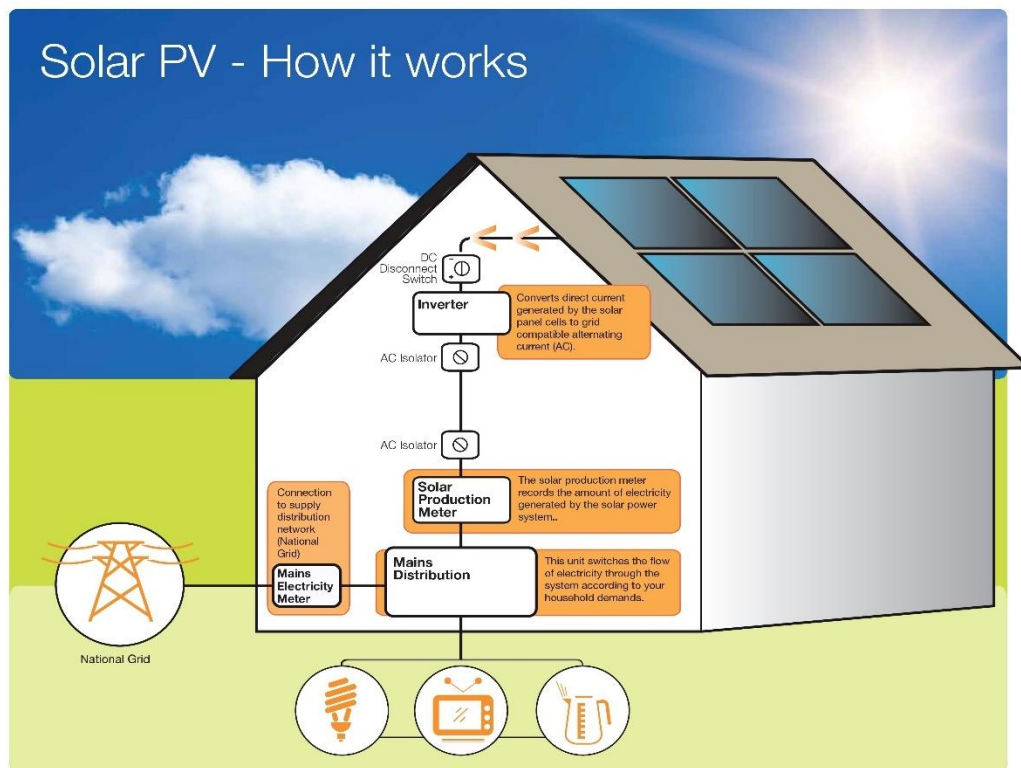 Solar PV - How it works
DC
Disconnect
Switch
- +
Inverter
Converts direct current
generated by the solar
panel cells to grid
compatible alternating
current (AC).
AC Isolator
AC Isolator
Solar
Production
Meter
The solar production meter
records the amount of electricity
generated by the solar power
system..
Connection
to supply
distribution
network
(National
Grid)
Mains
Electricity
Meter
Mains
Distribution
This unit switches the flow
of electricity through the
system according to your
household demands.
National Grid